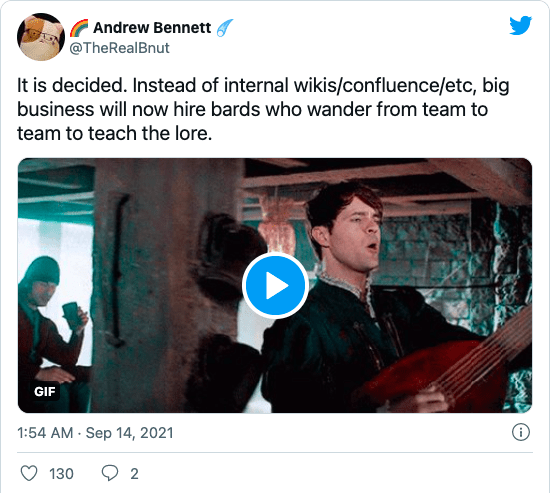 🌈 Andrew Bennett ☄️
@TheRealBnut
It is decided. Instead of internal wikis/confluence/etc, big
business will now hire bards who wander from team to
team to teach the lore.
GIF
1:54 AM · Sep 14, 2021
130 2